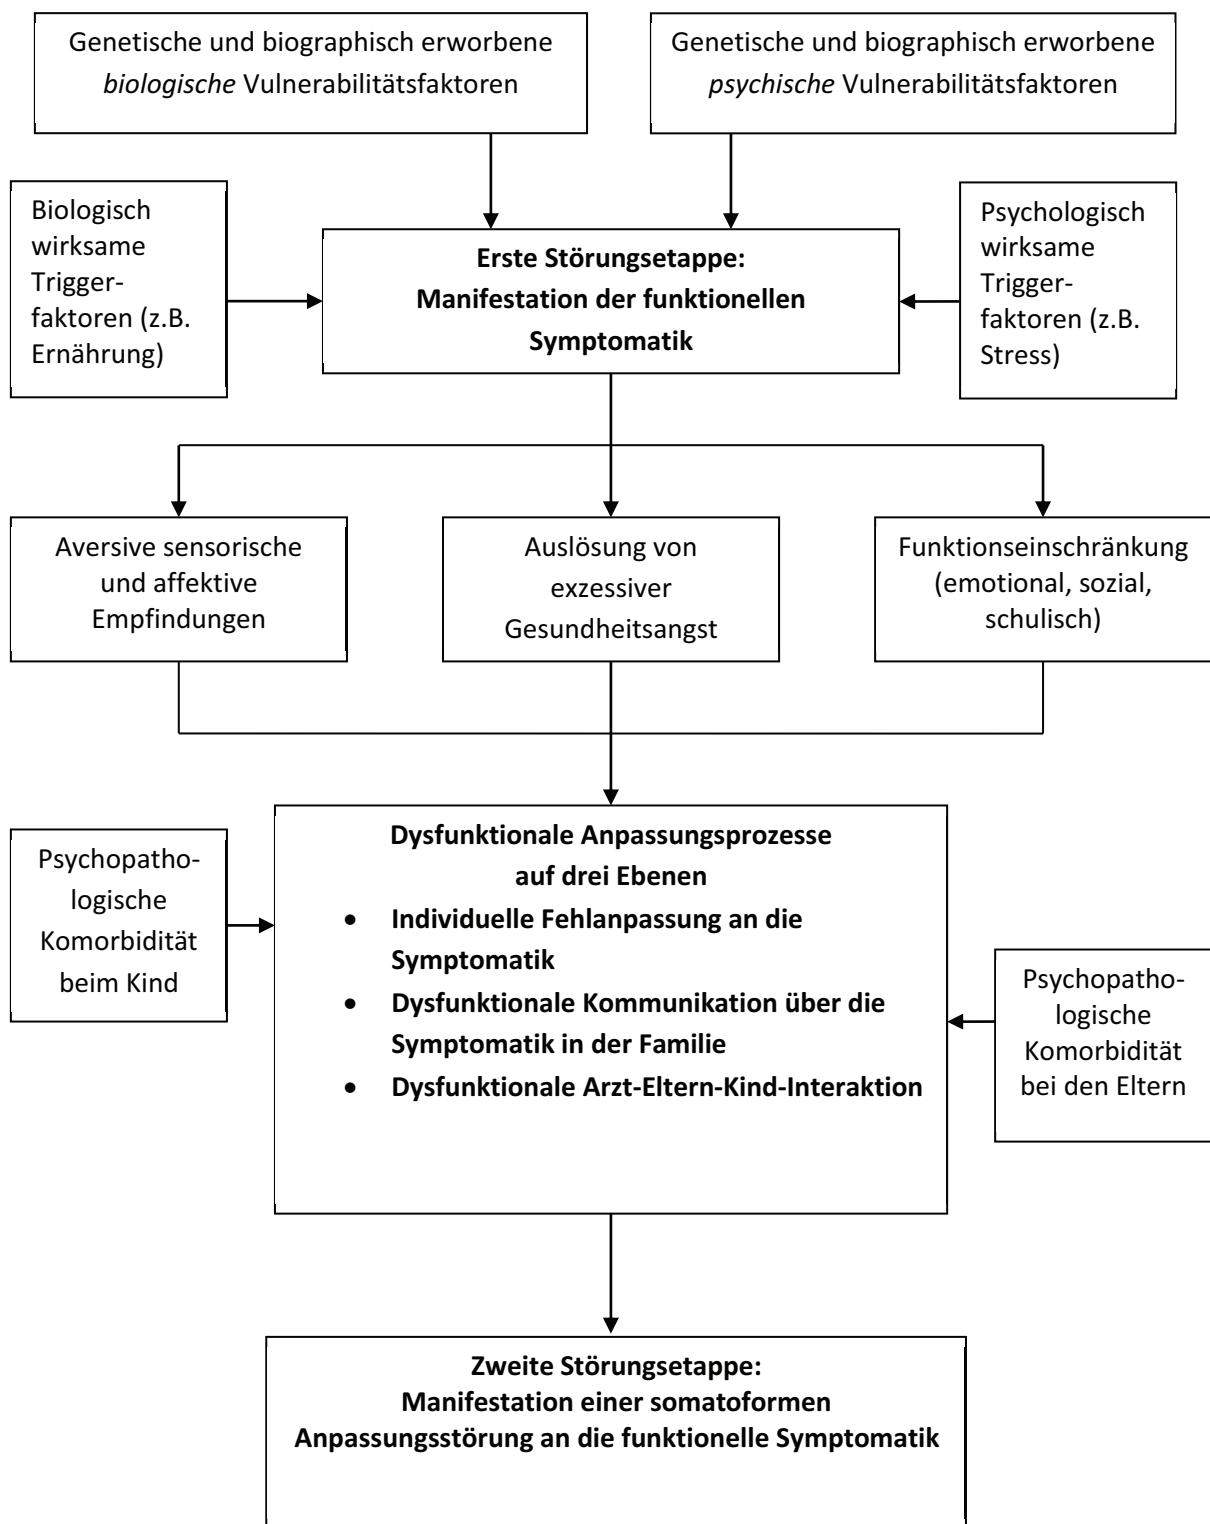 Genetische und biographisch erworbene
biologische Vulnerabilitätsfaktoren
Genetische und biographisch erworbene
psychische Vulnerabilitätsfaktoren
Biologisch
wirksame
Trigger-
faktoren (z.B.
Ernährung)
Erste Störungsetappe:
Manifestation der funktionellen
Symptomatik
Psychologisch
wirksame
Trigger-
faktoren (z.B.
Stress)
Aversive sensorische
und affektive
Empfindungen
Auslösung von
exzessiver
Gesundheitsangst
Funktionseinschränkung
(emotional, sozial,
schulisch)
Psychopatho-
logische
Komorbidität
beim Kind
Dysfunktionale Anpassungsprozesse
auf drei Ebenen
• Individuelle Fehlanpassung an die
Symptomatik
• Dysfunktionale Kommunikation über die
Symptomatik in der Familie
• Dysfunktionale Arzt-Eltern-Kind-Interaktion
Psychopatho-
logische
Komorbidität
bei den Eltern
Zweite Störungsetappe:
Manifestation einer somatoformen
Anpassungsstörung an die funktionelle Symptomatik